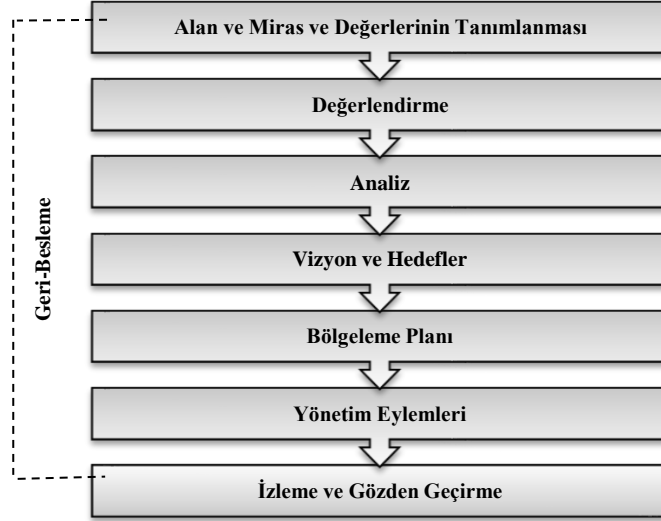 Alan ve Miras ve Değerlerinin Tanımlanması
Değerlendirme
Analiz
Vizyon ve Hedefler
Bölgeleme Planı
Yönetim Eylemleri
İzleme ve Gözden Geçirme
Geri-Besleme